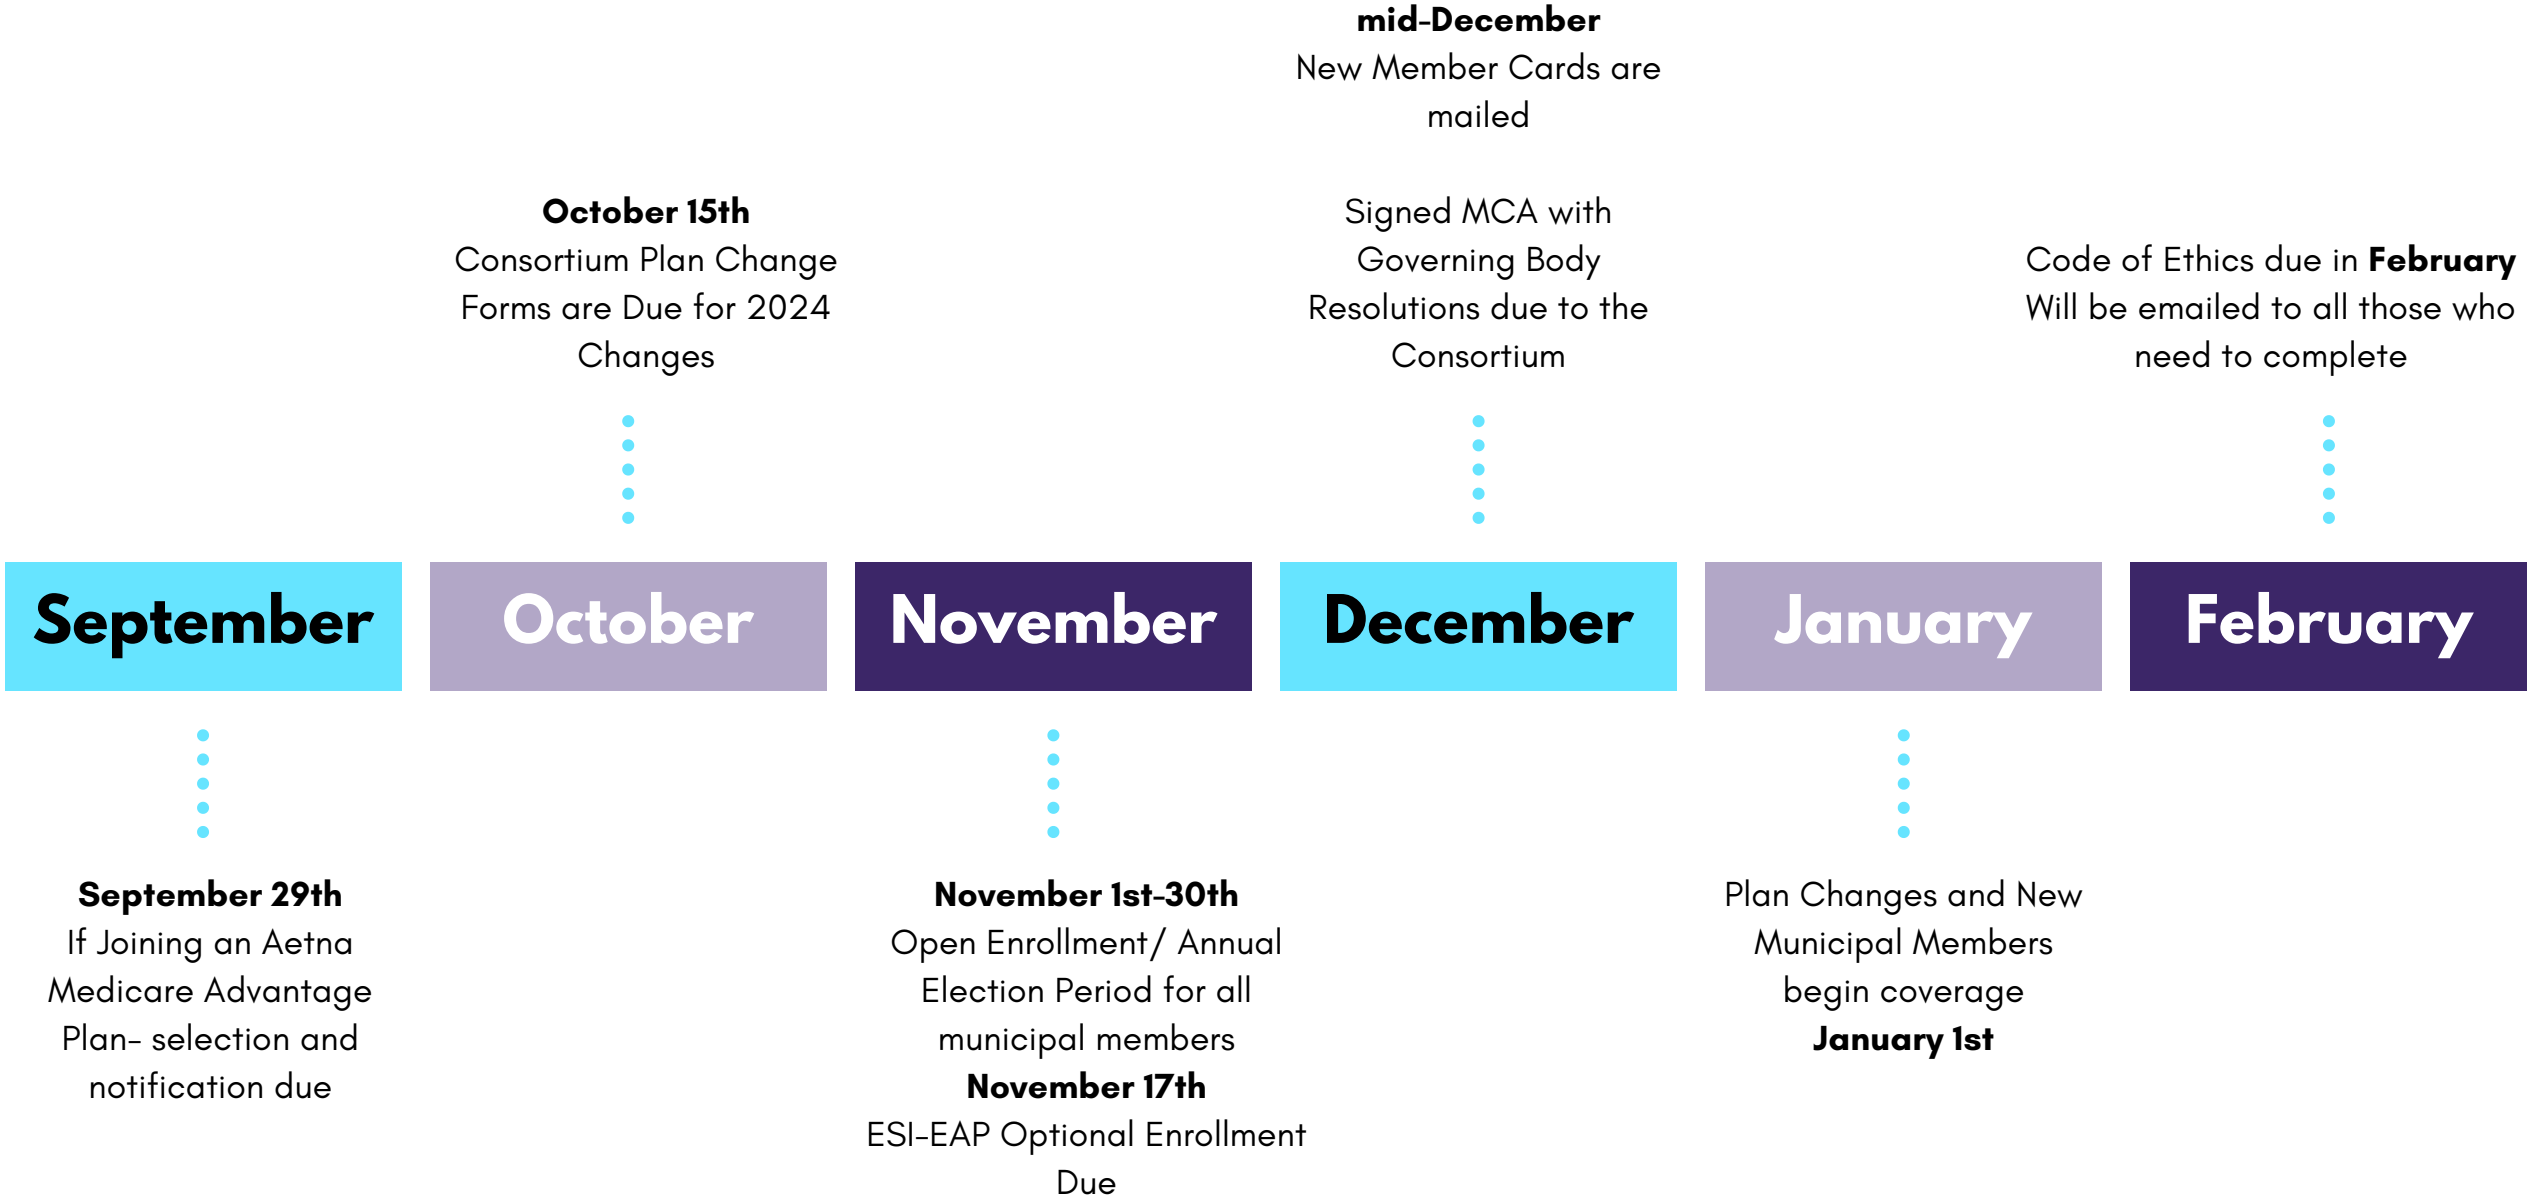 mid-December
New Member Cards are
mailed
October 15th
Consortium Plan Change
Forms are Due for 2024
Changes
Signed MCA with
Governing Body
Resolutions due to the
Consortium
Code of Ethics due in February
Will be emailed to all those who
need to complete
September
October
November
December
January
February
September 29th
If Joining an Aetna
Medicare Advantage
Plan- selection and
notification due
November 1st-30th
Open Enrollment/ Annual
Election Period for all
municipal members
November 17th
ESI-EAP Optional Enrollment
Due
Plan Changes and New
Municipal Members
begin coverage
January 1st